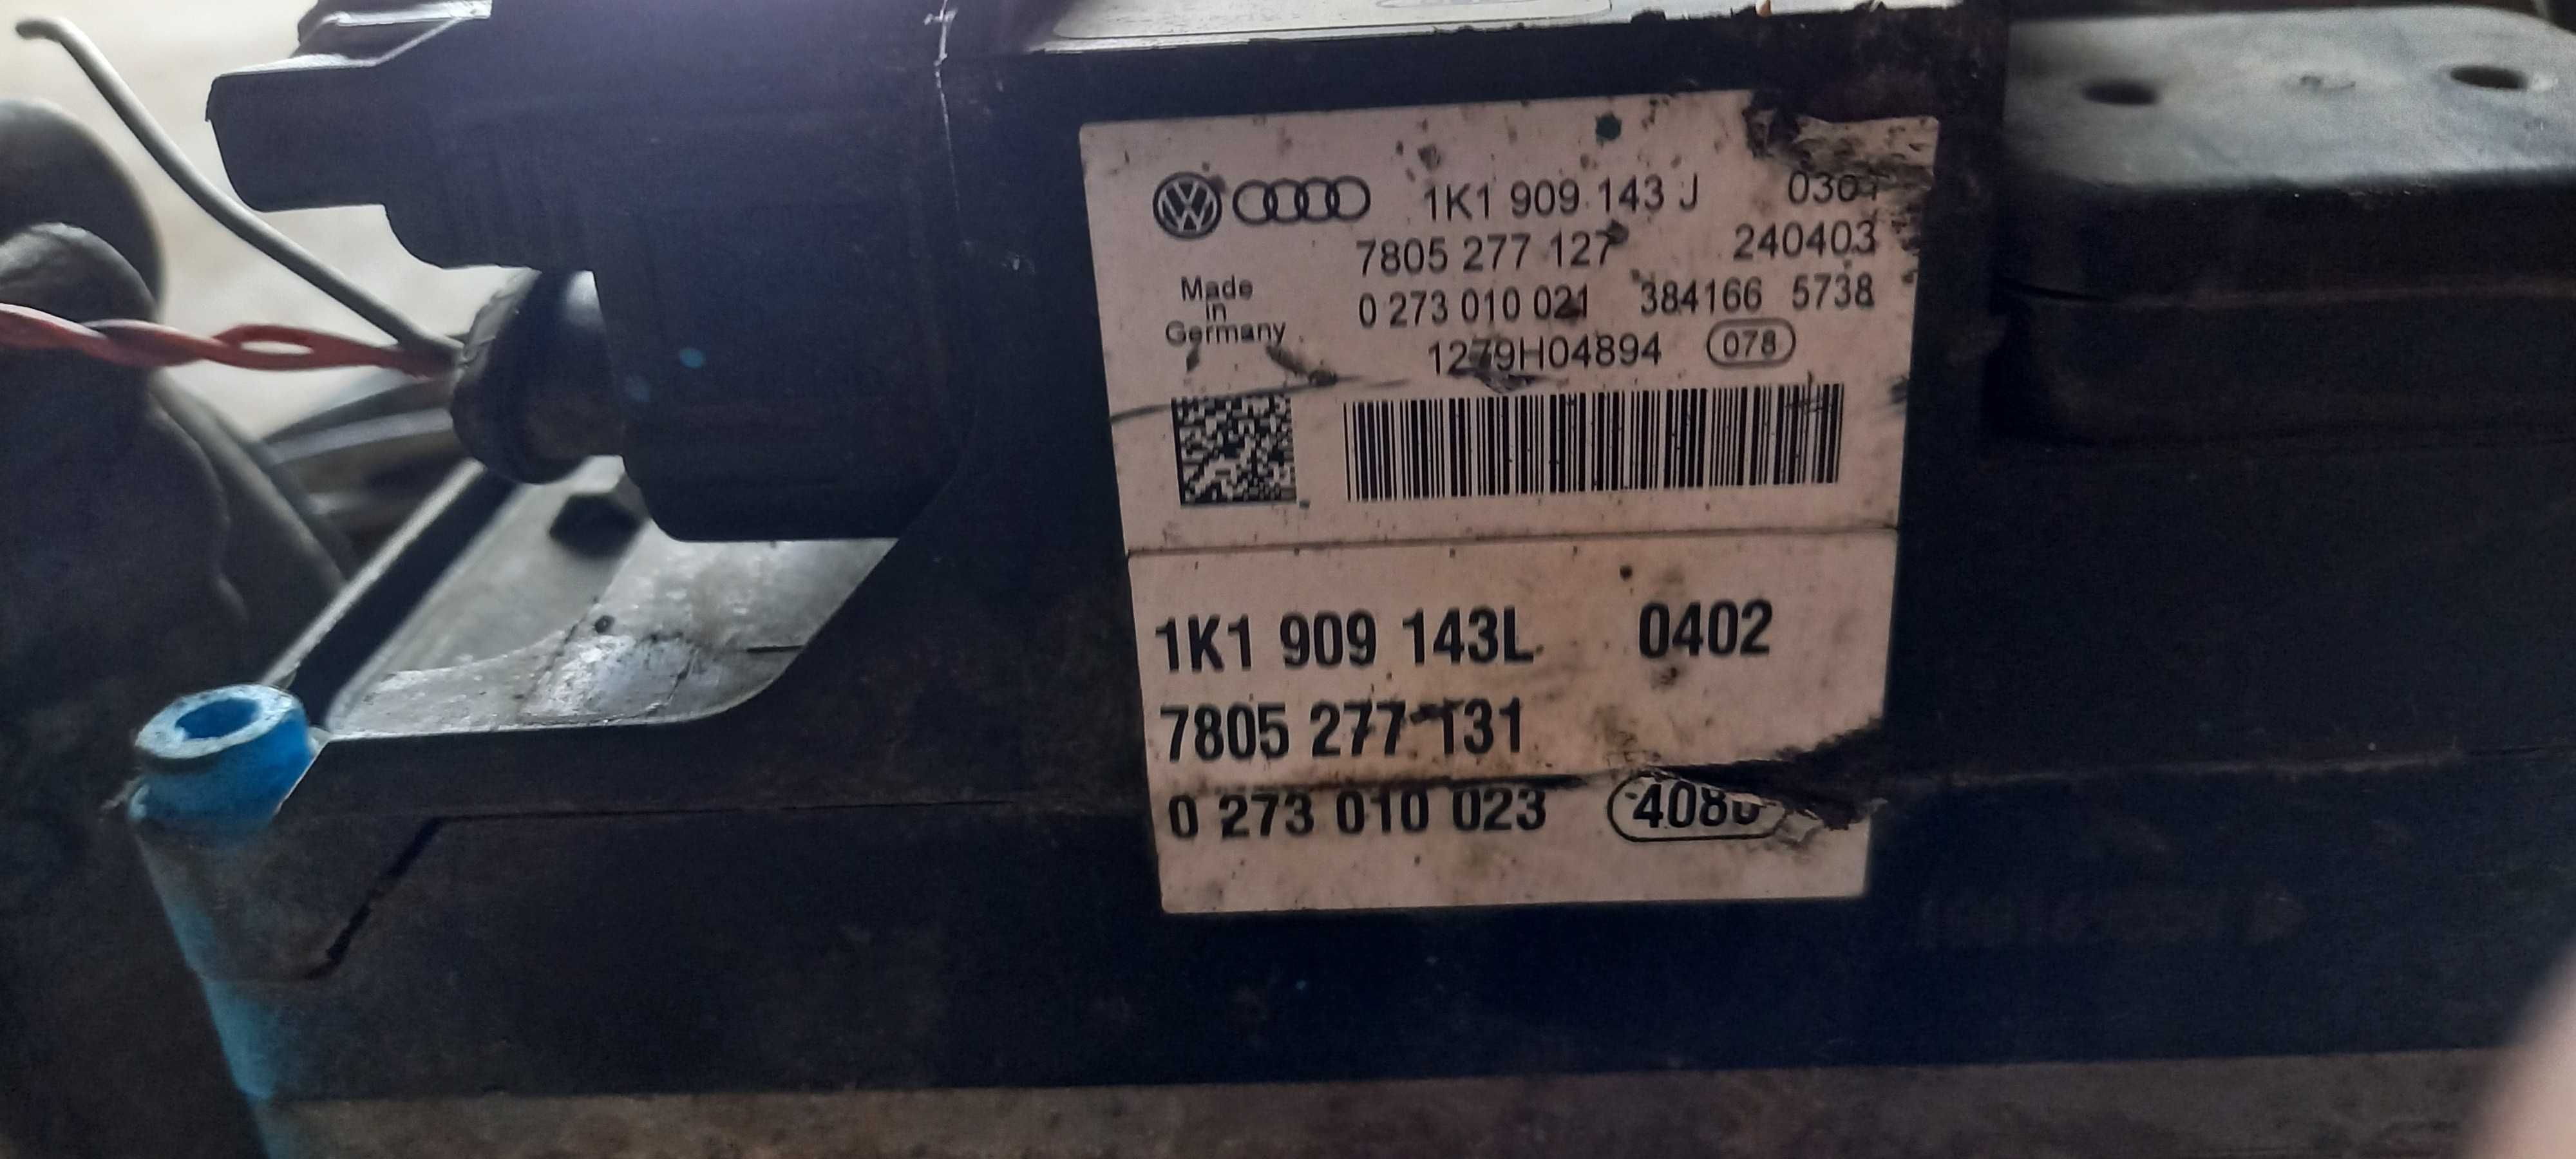 1K1 909 143 J
7805 277 127 240403
Made in Germany
0 273 010 021 384166 5738
1279H04894 078
1K1 909 143L 0402
7805 277 131
0 273 010 023